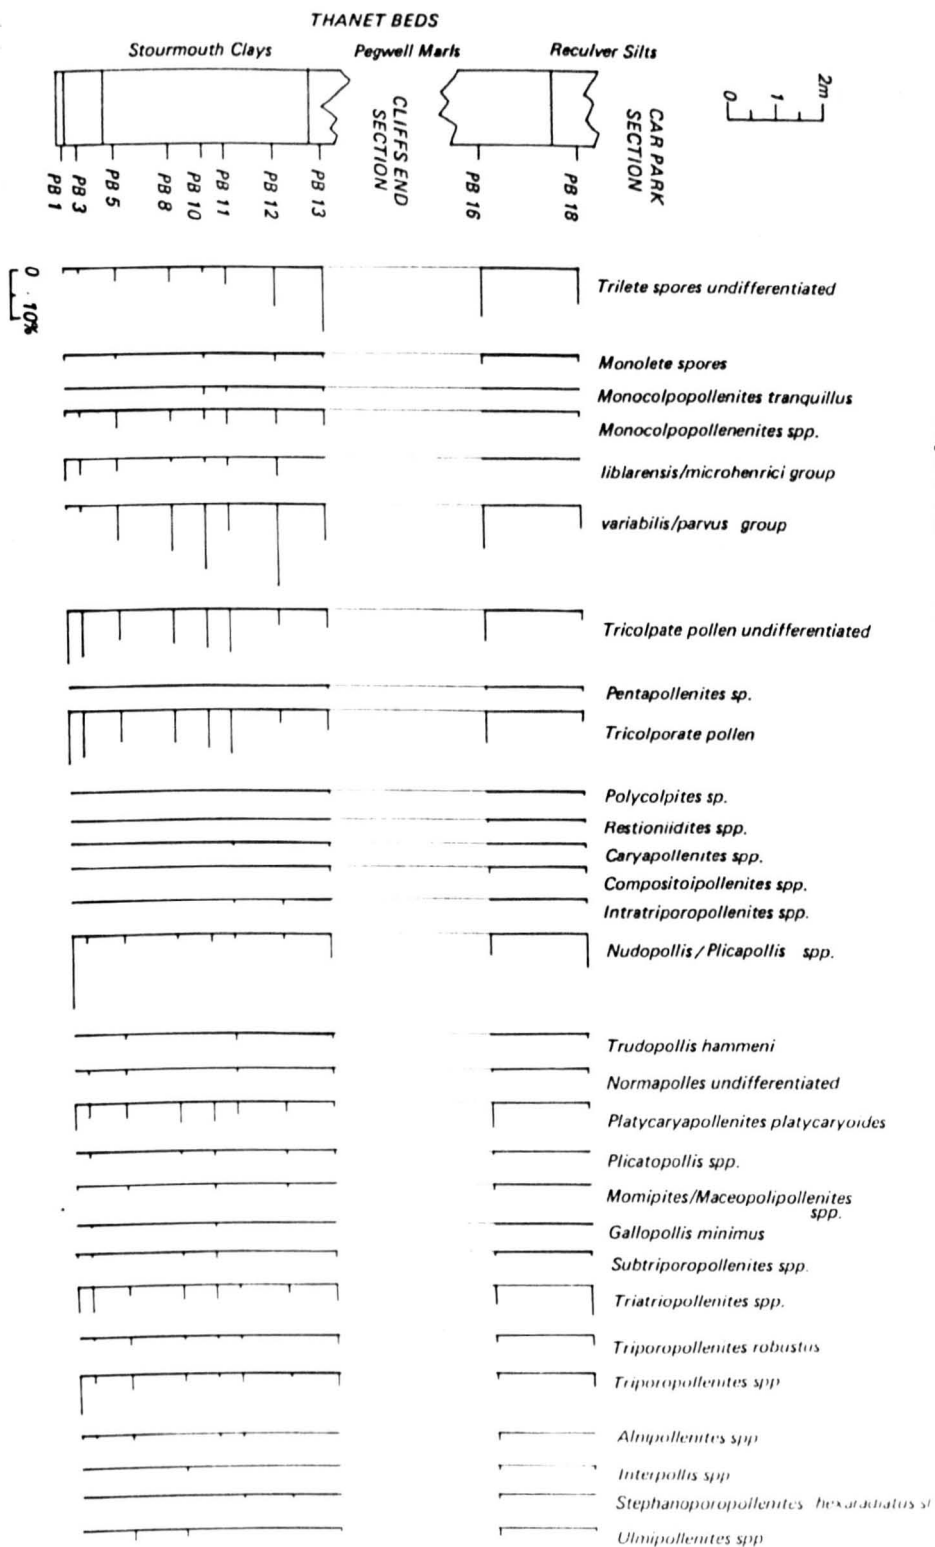 THANET BEDS
Stourmouth Clays
Pegwell Marls
Reculver Silts
CLIFFS END
SECTION
CAR PARK
SECTION
0 1 2m
PB 1
PB 3
PB 5
PB 8
PB 10
PB 11
PB 12
PB 13
PB 16
PB 18
0 10%
Trilete spores undifferentiated
Monolete spores
Monocolpopollenites tranquillus
Monocolpopollenenites spp.
liblarensis/microhenrici group
variabilis/parvus group
Tricolpate pollen undifferentiated
Pentapollenites sp.
Tricolporate pollen
Polycolpites sp.
Restioniidites spp.
Caryapollenites spp.
Compositoipollenites spp.
Intratriporopollenites spp.
Nudopollis/Plicapollis spp.
Trudopollis hammeni
Normapolles undifferentiated
Platycaryapollenites platycaryoides
Plicatopollis spp.
Momipites/Maceopolipollenites
spp.
Gallopollis minimus
Subtriporopollenites spp.
Triatriopollenites spp.
Triporopollenites robustus
Triporopollenites spp
Alnipollenites spp
Interpollis spp
Stephanoporopollenites hexaradiatus
Ulmipollenites spp